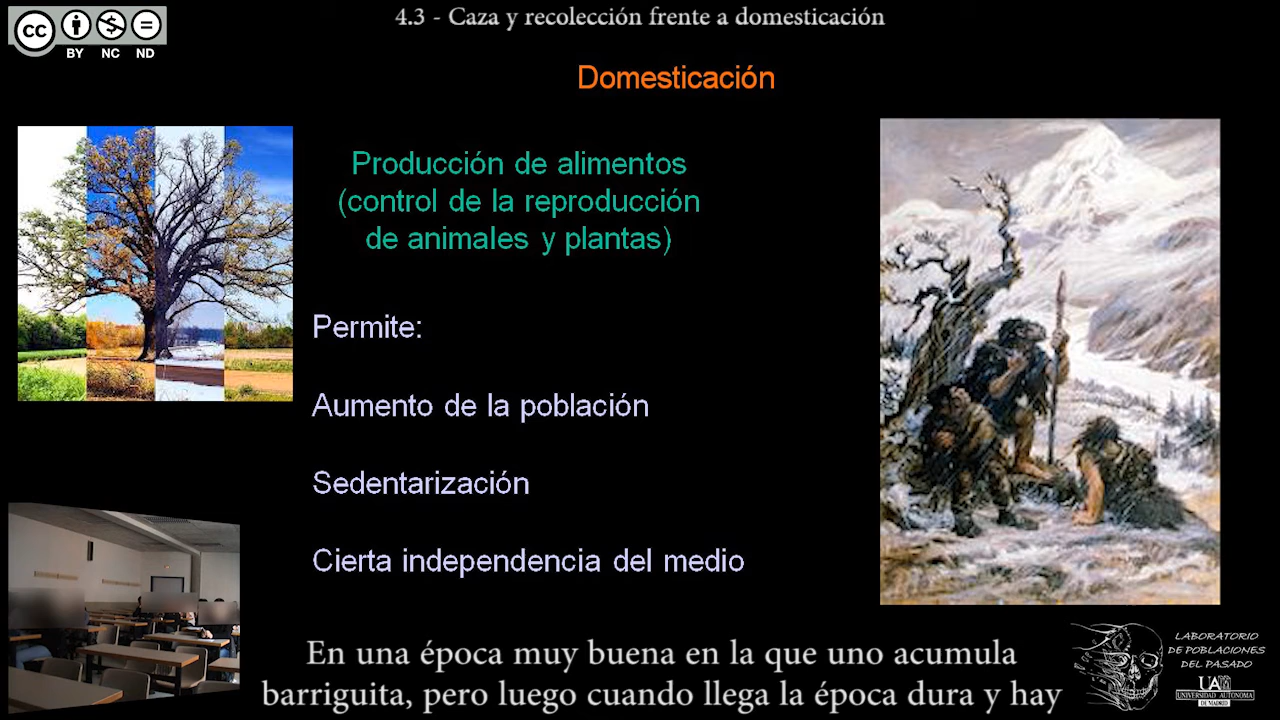 4.3 - Caza y recolección frente a domesticación
cc
BY NC ND
Domesticación
Producción de alimentos
(control de la reproducción
de animales y plantas)
Permite:
Aumento de la población
Sedentarización
Cierta independencia del medio
En una época muy buena en la que uno acumula
barriguita, pero luego cuando llega la época dura y hay
LABORATORIO
DE POBLACIONES
DEL PASADO
UAM
UNIVERSIDAD AUTONOMA
DE MADRID